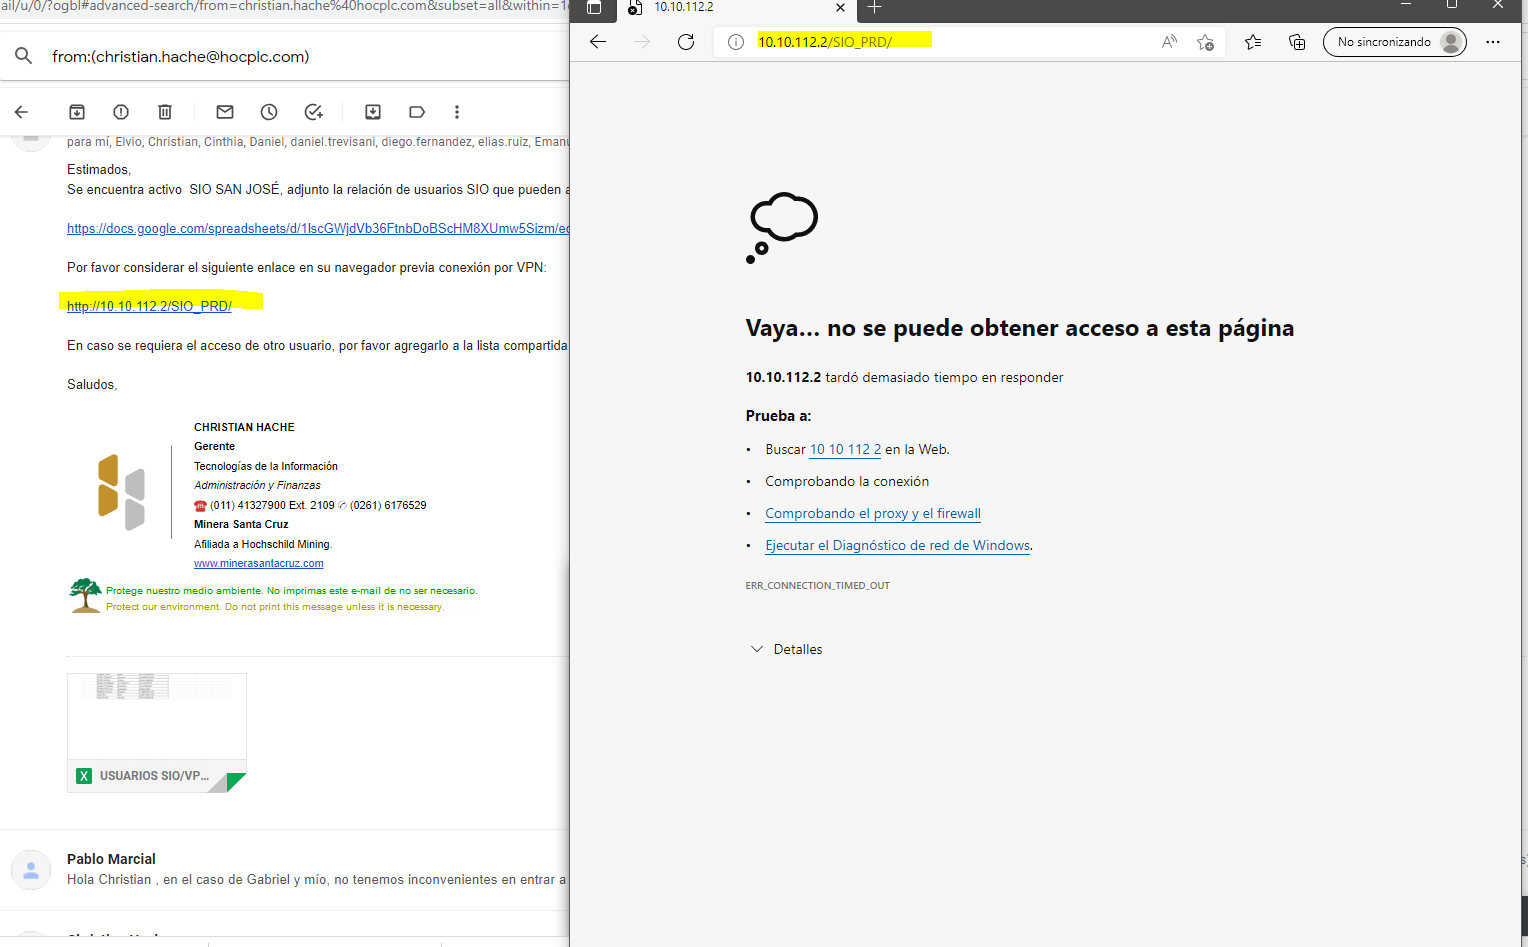 ail/u/0/?ogbl#advanced-search/from=christian.hache%40hocplc.com&subset=all&within=1
from:(christian.hache@hocplc.com)
para mí, Elvio, Christian, Cinthia, Daniel, daniel.trevisani, diego.fernandez, elias.ruiz, Emanu
Estimados,
Se encuentra activo SIO SAN JOSÉ, adjunto la relación de usuarios SIO que pueden a
https://docs.google.com/spreadsheets/d/1IscGWjdVb36FtnbDoBScHM8XUmw5Sizm/ed
Por favor considerar el siguiente enlace en su navegador previa conexión por VPN:
http://10.10.112.2/SIO_PRD/
En caso se requiera el acceso de otro usuario, por favor agregarlo a la lista compartida
Saludos,
CHRISTIAN HACHE
Gerente
Tecnologías de la Información
Administración y Finanzas
☎ (011) 41327900 Ext. 2109 ✆ (0261) 6176529
Minera Santa Cruz
Afiliada a Hochschild Mining.
www.minerasantacruz.com
Protege nuestro medio ambiente. No imprimas este e-mail de no ser necesario.
Protect our environment. Do not print this message unless it is necessary.
X USUARIOS SIO/VP...
Pablo Marcial
Hola Christian , en el caso de Gabriel y mío, no tenemos inconvenientes en entrar a
10.10.112.2
10.10.112.2/SIO_PRD/
No sincronizando
Vaya... no se puede obtener acceso a esta página
10.10.112.2 tardó demasiado tiempo en responder
Prueba a:
• Buscar 10 10 112 2 en la Web.
• Comprobando la conexión
• Comprobando el proxy y el firewall
• Ejecutar el Diagnóstico de red de Windows.
ERR_CONNECTION_TIMED_OUT
Detalles